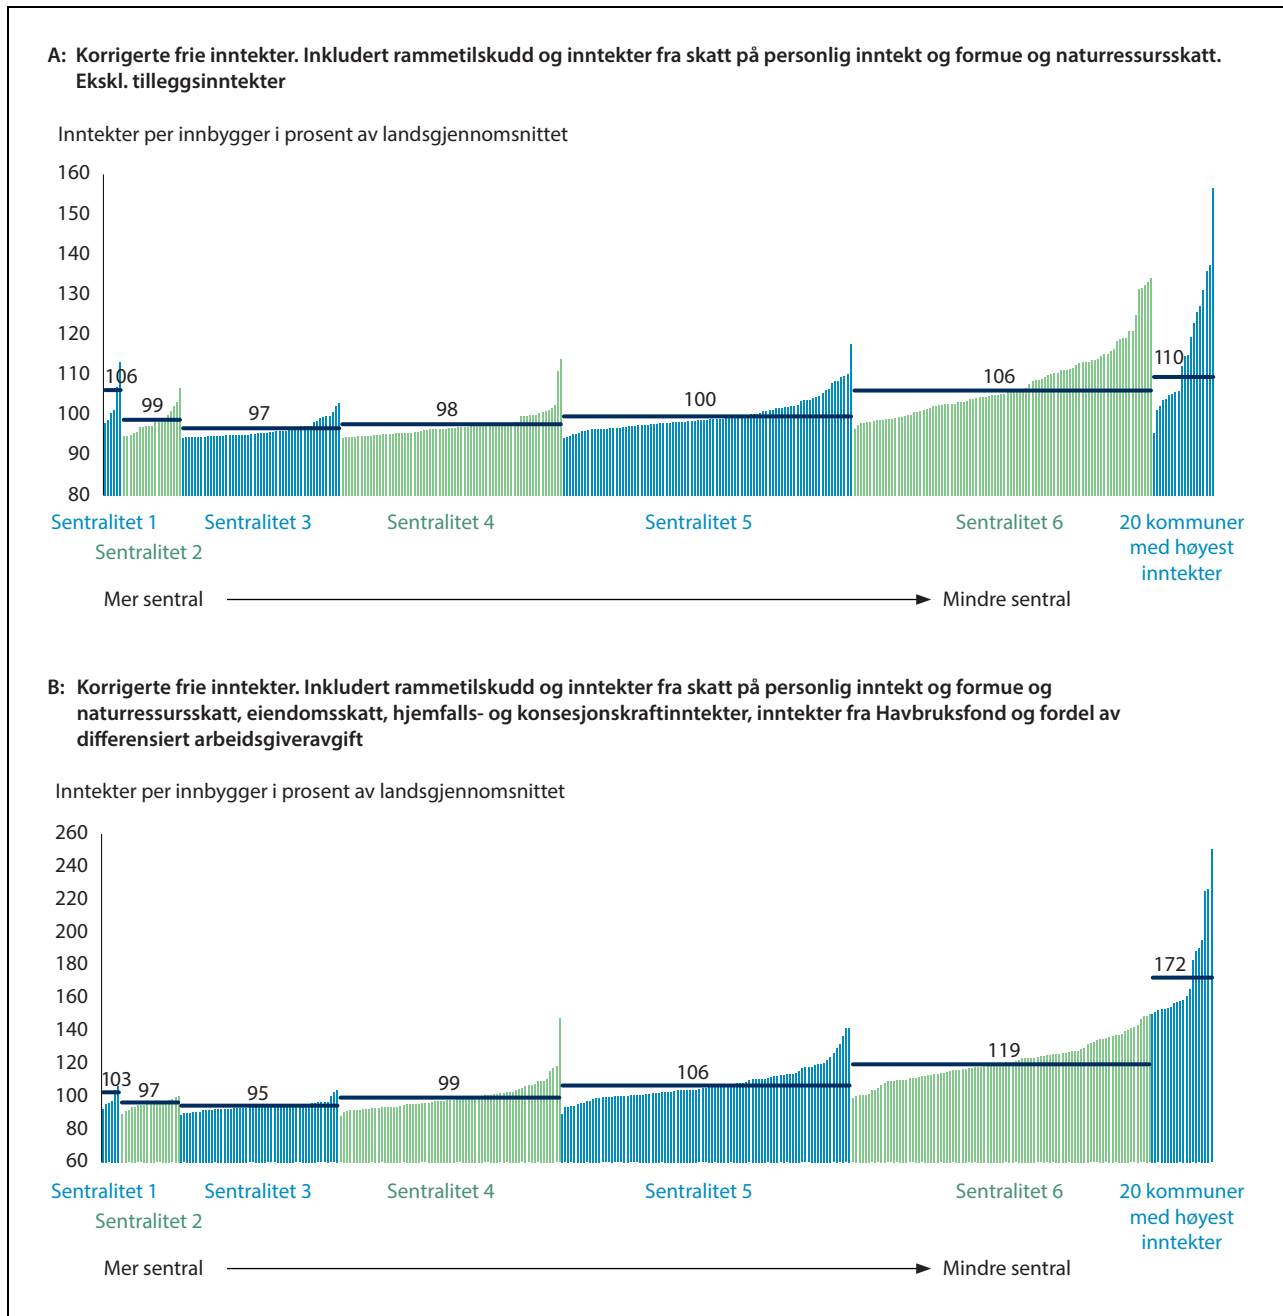 A: Korrigerte frie inntekter. Inkludert rammetilskudd og inntekter fra skatt på personlig inntekt og formue og naturressursskatt.
Ekskl. tilleggsinntekter
Inntekter per innbygger i prosent av landsgjennomsnittet
160
150
140
130
120
110
100
90
80
106
99
97
98
100
106
110
Sentralitet 1
Sentralitet 2
Sentralitet 3
Sentralitet 4
Sentralitet 5
Sentralitet 6
20 kommuner
med høyest
inntekter
Mer sentral
Mindre sentral
B: Korrigerte frie inntekter. Inkludert rammetilskudd og inntekter fra skatt på personlig inntekt og formue og
naturressursskatt, eiendomsskatt, hjemfalls- og konsesjonskraftinntekter, inntekter fra Havbruksfond og fordel av
differensiert arbeidsgiveravgift
Inntekter per innbygger i prosent av landsgjennomsnittet
260
240
220
200
180
160
140
120
100
80
60
103
97
95
99
106
119
172
Sentralitet 1
Sentralitet 2
Sentralitet 3
Sentralitet 4
Sentralitet 5
Sentralitet 6
20 kommuner
med høyest
inntekter
Mer sentral
Mindre sentral